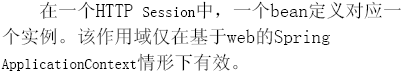 在一个HTTP Session中，一个bean定义对应一
个实例。该作用域仅在基于web的Spring
ApplicationContext情形下有效。